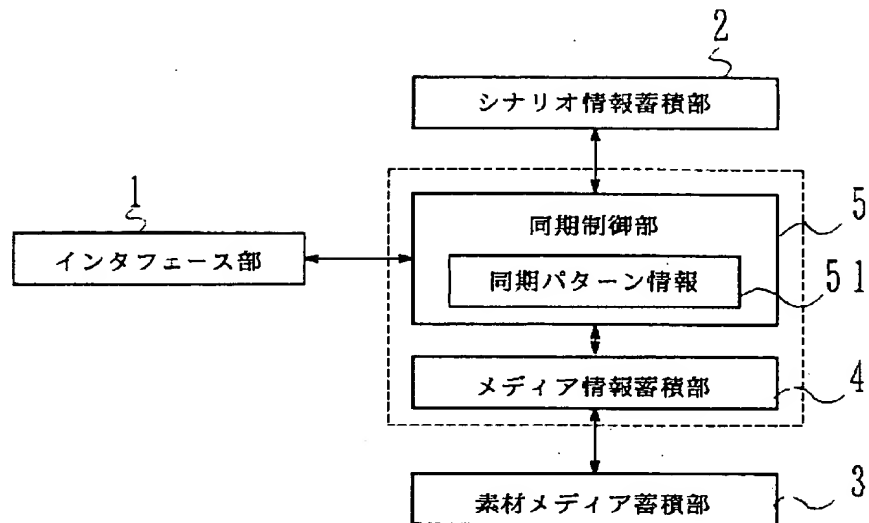 2
シナリオ情報蓄積部
1
インタフェース部
同期制御部
5
同期パターン情報
51
メディア情報蓄積部
4
素材メディア蓄積部
3